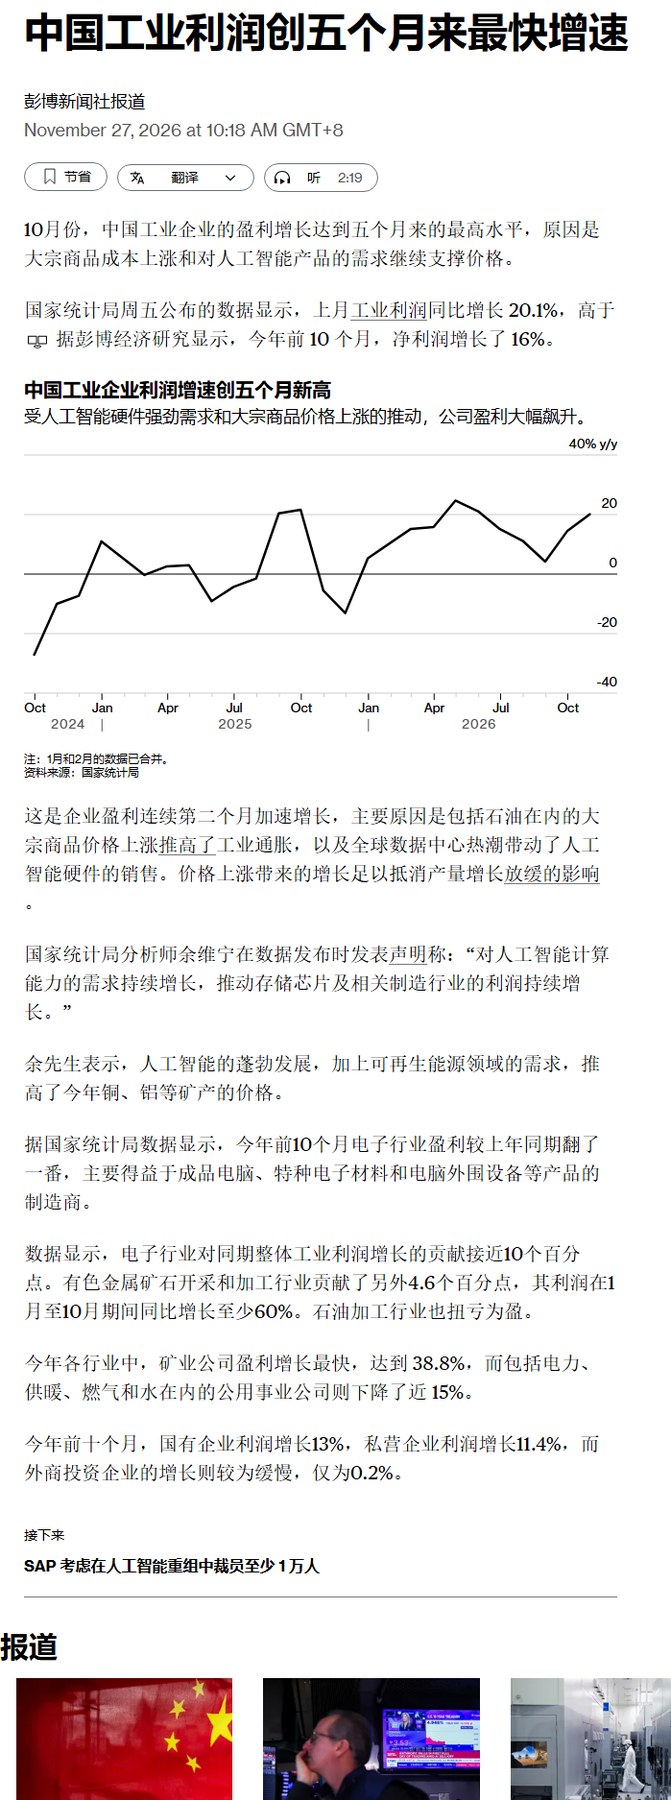 中国工业利润创五个月来最快增速
彭博新闻社报道
November 27, 2026 at 10:18 AM GMT+8
节省 翻译 听 2:19
10月份，中国工业企业的盈利增长达到五个月来的最高水平，原因是
大宗商品成本上涨和对人工智能产品的需求继续支撑价格。
国家统计局周五公布的数据显示，上月工业利润同比增长 20.1%，高于
据彭博经济研究显示，今年前 10 个月，净利润增长了 16%。
中国工业企业利润增速创五个月新高
受人工智能硬件强劲需求和大宗商品价格上涨的推动，公司盈利大幅飙升。
40% y/y
20
0
-20
-40
Oct Jan Apr Jul Oct Jan Apr Jul Oct
2024 | 2025 | 2026
注：1月和2月的数据已合并。
资料来源：国家统计局
这是企业盈利连续第二个月加速增长，主要原因是包括石油在内的大
宗商品价格上涨推高了工业通胀，以及全球数据中心热潮带动了人工
智能硬件的销售。价格上涨带来的增长足以抵消产量增长放缓的影响
。
国家统计局分析师余维宁在数据发布时发表声明称：“对人工智能计算
能力的需求持续增长，推动存储芯片及相关制造行业的利润持续增
长。”
余先生表示，人工智能的蓬勃发展，加上可再生能源领域的需求，推
高了今年铜、铝等矿产的价格。
据国家统计局数据显示，今年前10个月电子行业盈利较上年同期翻了
一番，主要得益于成品电脑、特种电子材料和电脑外围设备等产品的
制造商。
数据显示，电子行业对同期整体工业利润增长的贡献接近10个百分
点。有色金属矿石开采和加工行业贡献了另外4.6个百分点，其利润在1
月至10月期间同比增长至少60%。石油加工行业也扭亏为盈。
今年各行业中，矿业公司盈利增长最快，达到 38.8%，而包括电力、
供暖、燃气和水在内的公用事业公司则下降了近 15%。
今年前十个月，国有企业利润增长13%，私营企业利润增长11.4%，而
外商投资企业的增长则较为缓慢，仅为0.2%。
接下来
SAP 考虑在人工智能重组中裁员至少 1 万人
报道